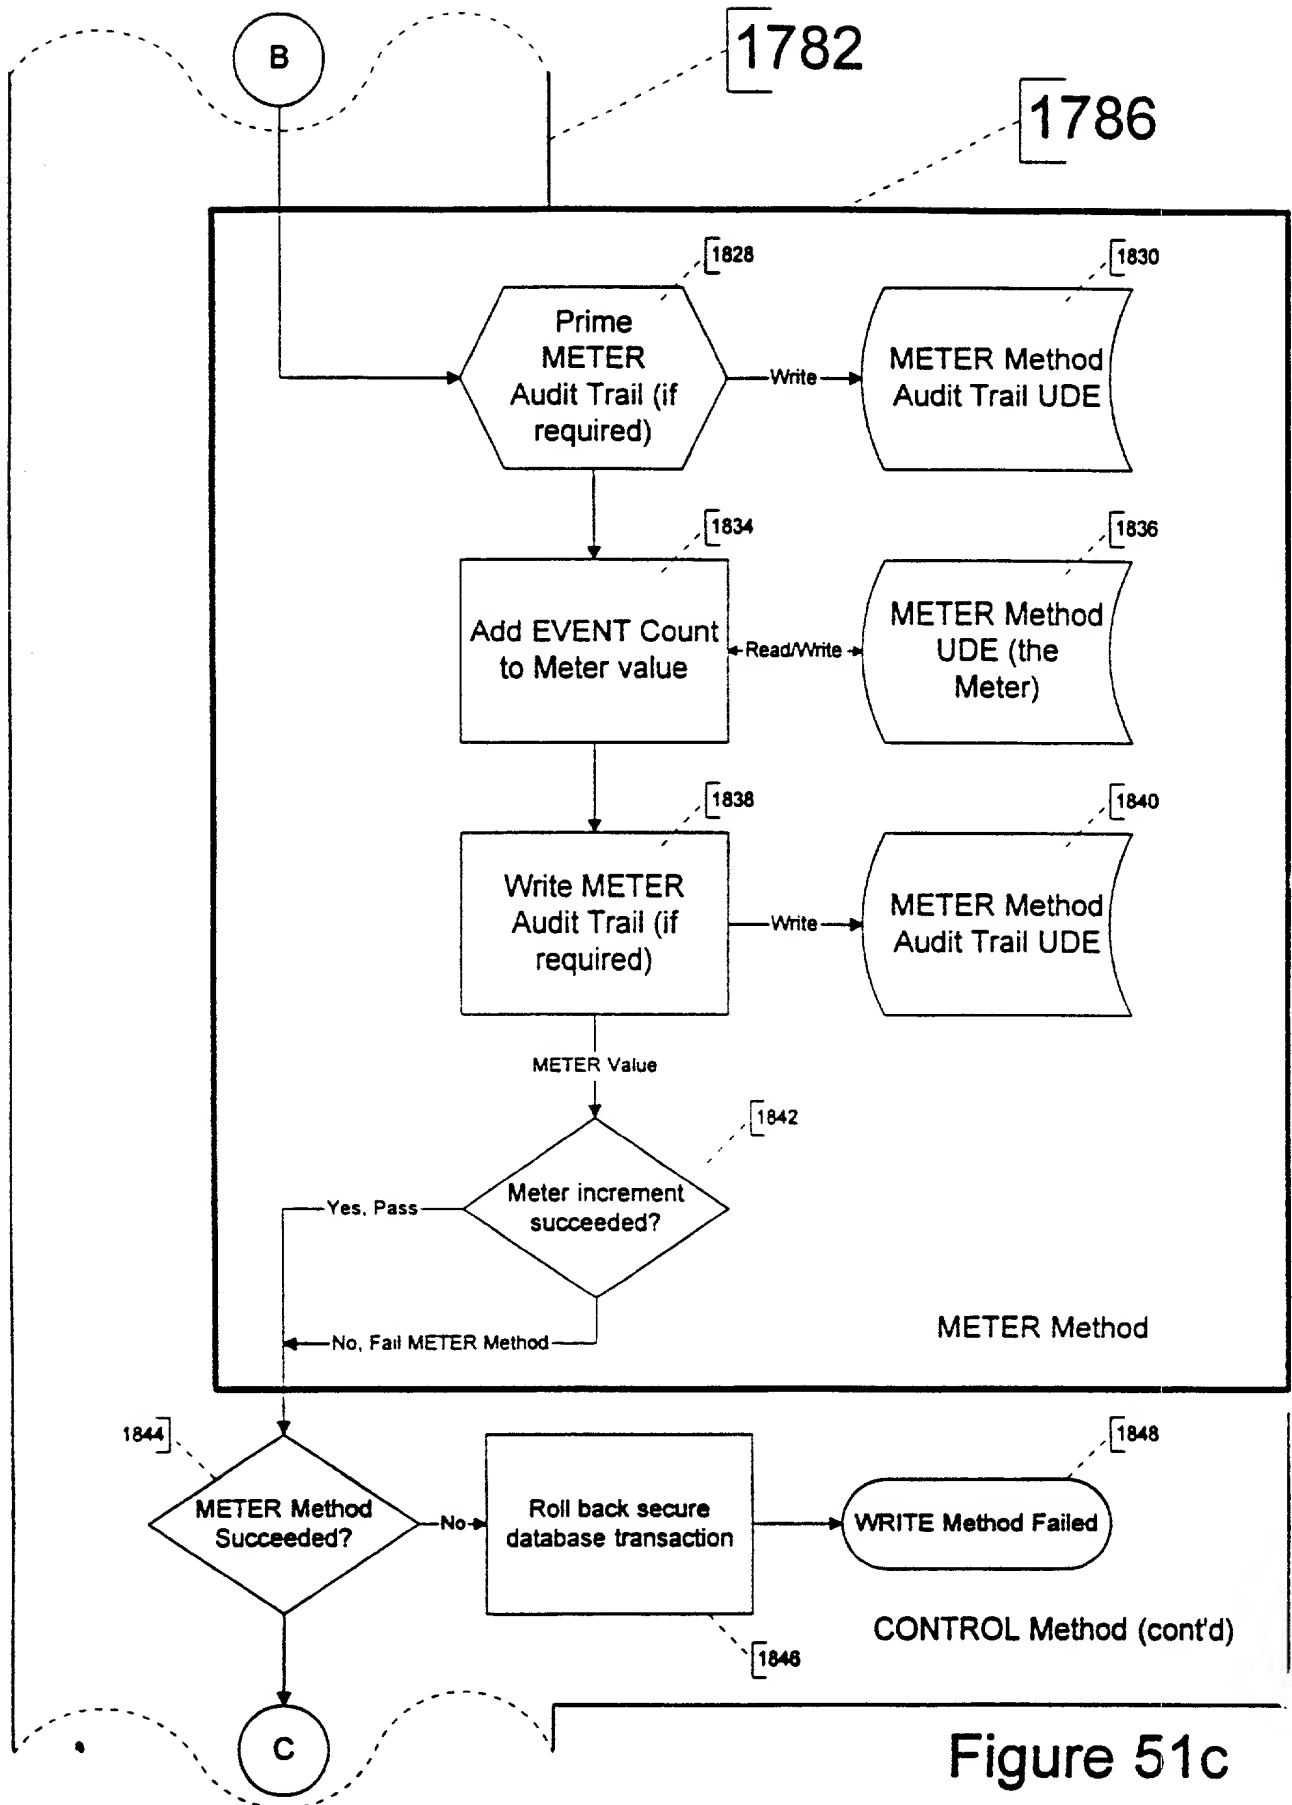 B
1782
1786
1828
1830
Prime
METER
Audit Trail (if
required)
Write
METER Method
Audit Trail UDE
1834
1836
Add EVENT Count
to Meter value
Read/Write
METER Method
UDE (the
Meter)
1838
1840
Write METER
Audit Trail (if
required)
Write
METER Method
Audit Trail UDE
METER Value
1842
Meter increment
succeeded?
Yes, Pass
No, Fail METER Method
METER Method
1844
1848
METER Method
Succeeded?
No
Roll back secure
database transaction
WRITE Method Failed
1846
CONTROL Method (cont'd)
C
Figure 51c